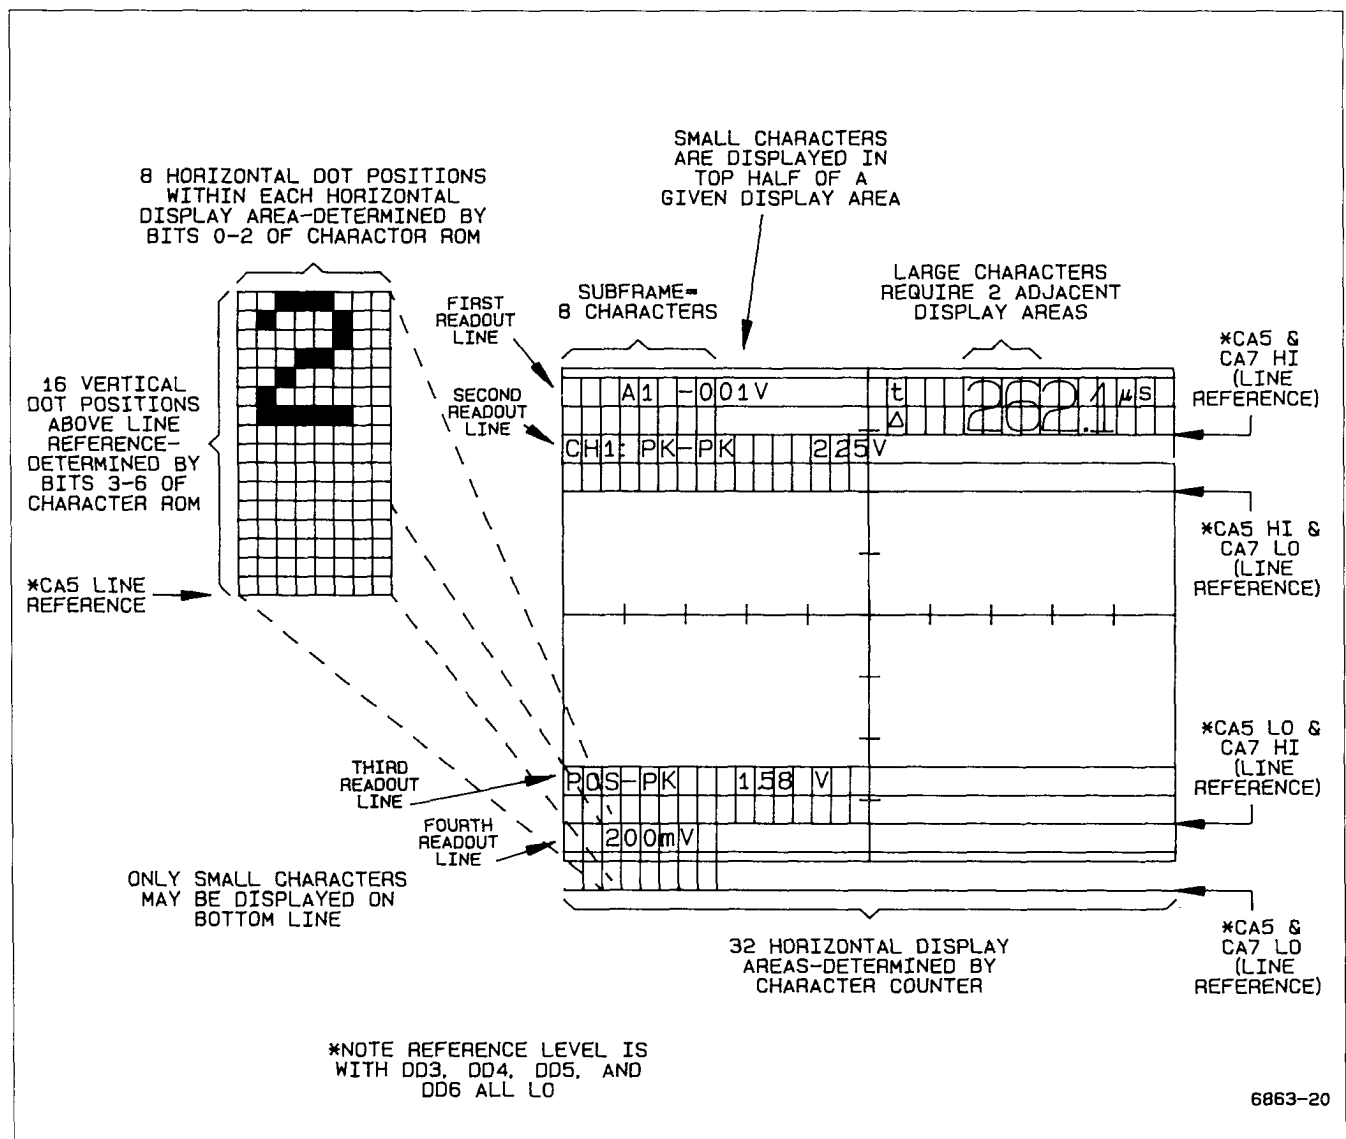 SMALL CHARACTERS
ARE DISPLAYED IN
TOP HALF OF A
GIVEN DISPLAY AREA
8 HORIZONTAL DOT POSITIONS
WITHIN EACH HORIZONTAL
DISPLAY AREA-DETERMINED BY
BITS 0-2 OF CHARACTOR ROM
FIRST
READOUT
LINE
SUBFRAME=
8 CHARACTERS
LARGE CHARACTERS
REQUIRE 2 ADJACENT
DISPLAY AREAS
*CA5 &
CA7 HI
(LINE
REFERENCE)
16 VERTICAL
DOT POSITIONS
ABOVE LINE
REFERENCE-
DETERMINED BY
BITS 3-6 OF
CHARACTER ROM
SECOND
READOUT
LINE
A1 -001V
t
Δ
262.1 μs
CH1: PK-PK 225V
*CA5 HI &
CA7 LO
(LINE
REFERENCE)
*CA5 LINE
REFERENCE
*CA5 LO &
CA7 HI
(LINE
REFERENCE)
THIRD
READOUT
LINE
POS-PK 1.58 V
FOURTH
READOUT
LINE
200mV
ONLY SMALL CHARACTERS
MAY BE DISPLAYED ON
BOTTOM LINE
32 HORIZONTAL DISPLAY
AREAS-DETERMINED BY
CHARACTER COUNTER
*CA5 &
CA7 LO
(LINE
REFERENCE)
*NOTE REFERENCE LEVEL IS
WITH DD3, DD4, DD5, AND
DD6 ALL LO
6863-20